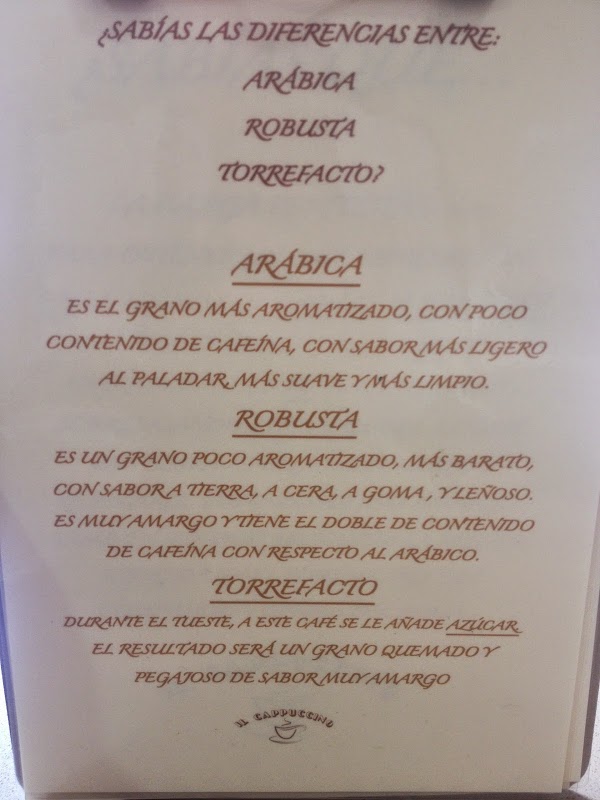 ¿SABÍAS LAS DIFERENCIAS ENTRE:
ARÁBICA
ROBUSTA
TORREFACTO?
ARÁBICA
ES EL GRANO MÁS AROMATIZADO, CON POCO
CONTENIDO DE CAFEÍNA, CON SABOR MÁS LIGERO
AL PALADAR, MÁS SUAVE Y MÁS LIMPIO.
ROBUSTA
ES UN GRANO POCO AROMATIZADO, MÁS BARATO,
CON SABOR A TIERRA, A CERA, A GOMA , Y LEÑOSO.
ES MUY AMARGO Y TIENE EL DOBLE DE CONTENIDO
DE CAFEÍNA CON RESPECTO AL ARÁBICO.
TORREFACTO
DURANTE EL TUESTE, A ESTE CAFÉ SE LE AÑADE AZÚCAR.
EL RESULTADO SERÁ UN GRANO QUEMADO Y
PEGAJOSO DE SABOR MUY AMARGO
IL CAPPUCCINO